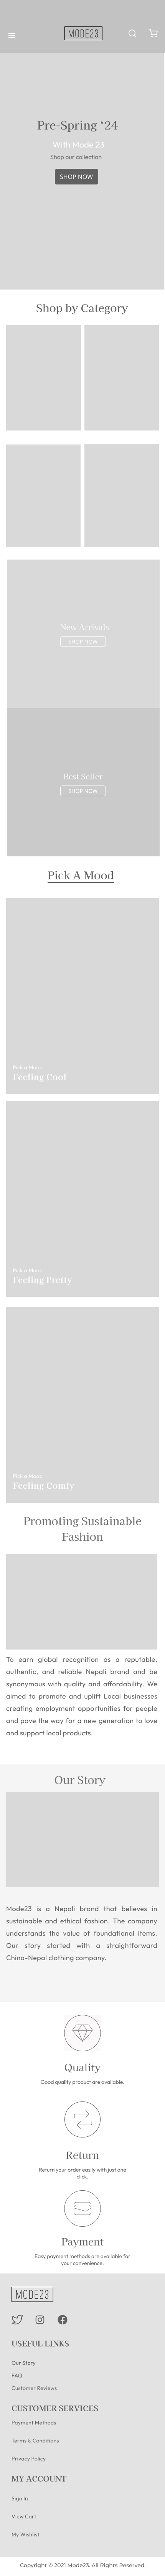 MODE23
Pre-Spring ‘24
With Mode 23
Shop our collection
SHOP NOW
Shop by Category
New Arrivals
SHOP NOW
Best Seller
SHOP NOW
Pick A Mood
Pick a Mood
Feeling Cool
Pick a Mood
Feeling Pretty
Pick a Mood
Feeling Comfy
Promoting Sustainable
Fashion
To earn global recognition as a reputable,
authentic, and reliable Nepali brand and be
synonymous with quality and affordability. We
aimed to promote and uplift Local businesses
creating employment opportunities for people
and pave the way for a new generation to love
and support local products.
Our Story
Mode23 is a Nepali brand that believes in
sustainable and ethical fashion. The company
understands the value of foundational items.
Our story started with a straightforward
China-Nepal clothing company.
Quality
Good quality product are available.
Return
Return your order easily with just one
click.
Payment
Easy payment methods are available for
your convenience.
MODE23
USEFUL LINKS
Our Story
FAQ
Customer Reviews
CUSTOMER SERVICES
Payment Methods
Terms & Conditions
Privacy Policy
MY ACCOUNT
Sign In
View Cart
My Wishlist
Copyright © 2021 Mode23. All Rights Reserved.